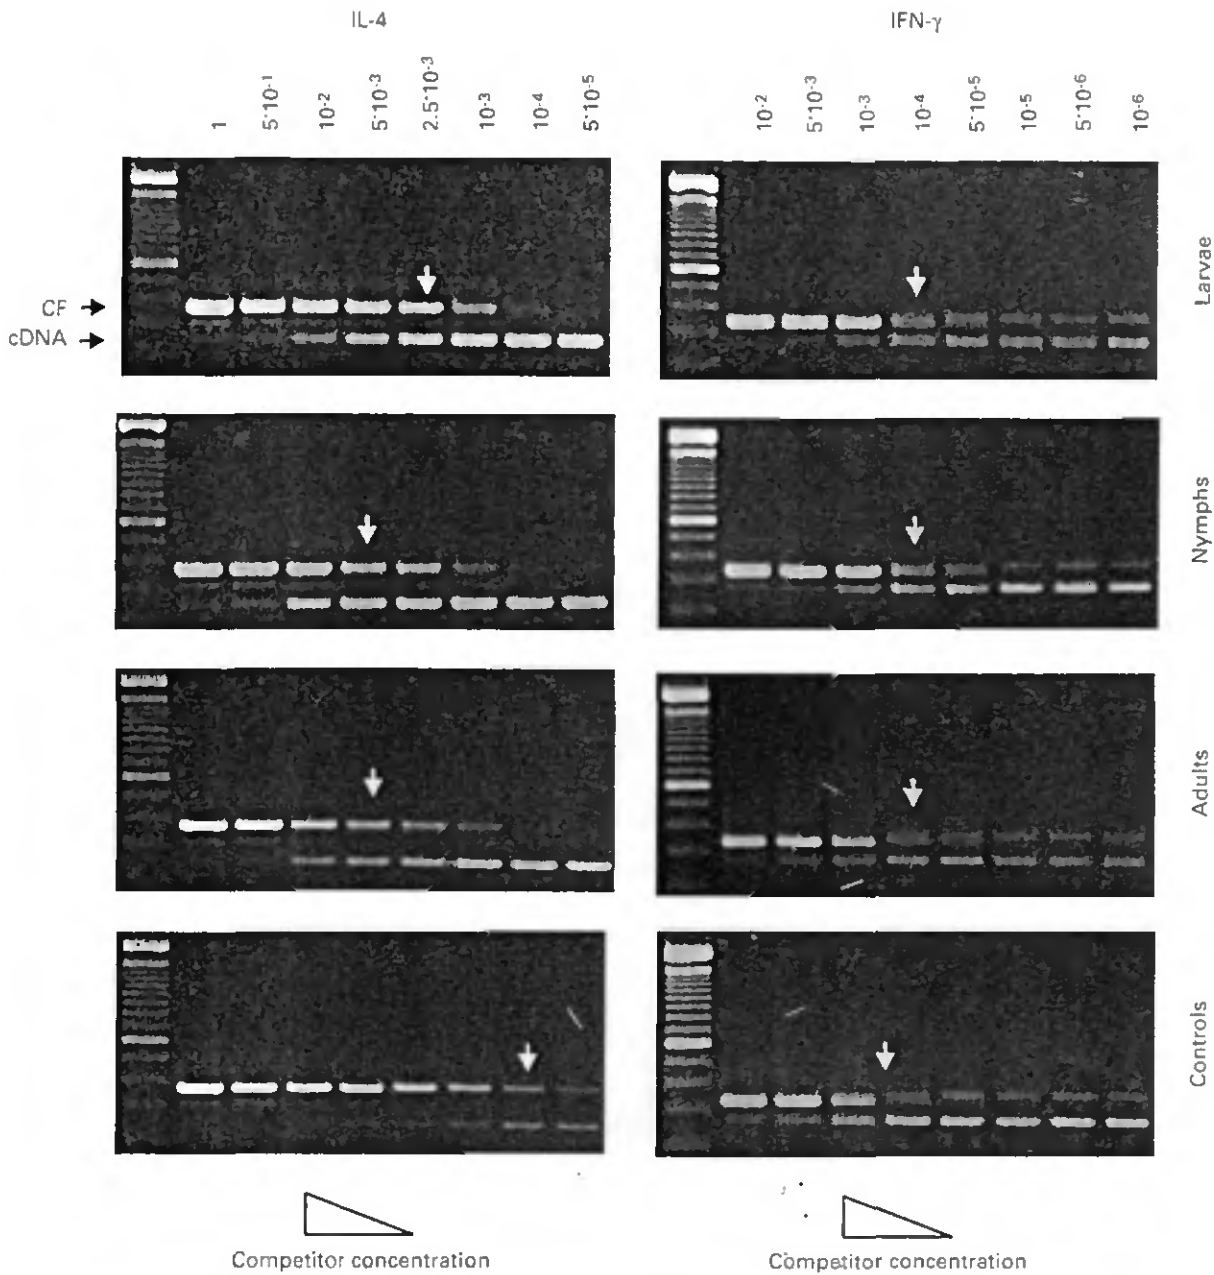 IL-4
IFN-γ
1
5·10-1
10-2
5·10-3
2.5·10-3
10-3
10-4
5·10-5
10-2
5·10-3
10-3
10-4
5·10-5
10-5
5·10-6
10-6
CF
cDNA
Larvae
Nymphs
Adults
Controls
Competitor concentration
Competitor concentration